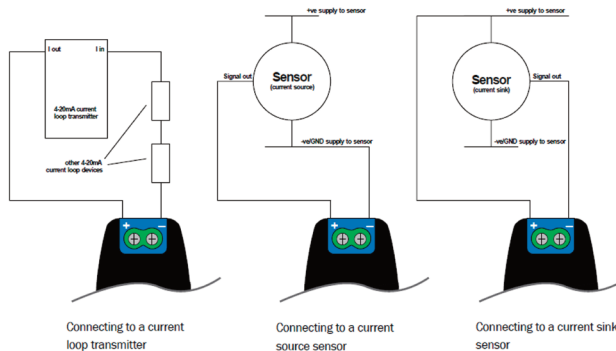 I out
I in
4-20mA current
loop transmitter
other 4-20mA
current loop devices
+
−
Connecting to a current
loop transmitter
+ve supply to sensor
Signal out
Sensor
(current source)
-ve/GND supply to sensor
+
−
Connecting to a current
source sensor
+ve supply to sensor
Sensor
(current sink)
Signal out
-ve/GND supply to sensor
+
−
Connecting to a current sink
sensor